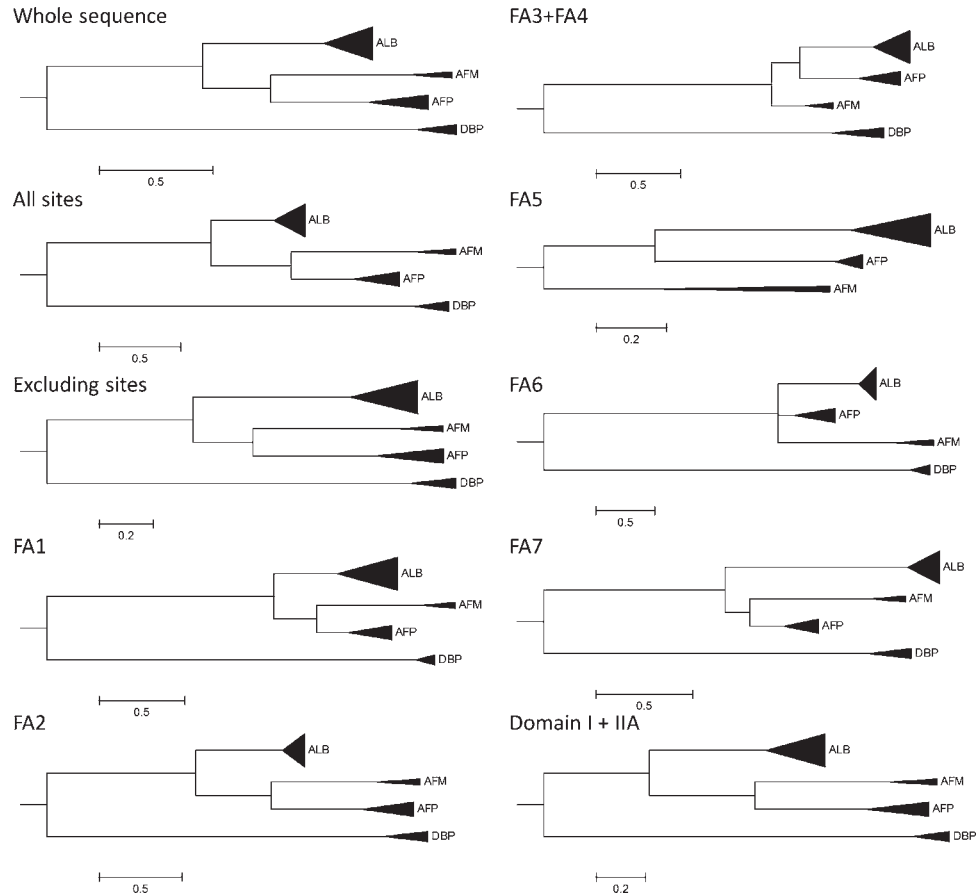 Whole sequence
ALB
AFM
AFP
DBP
0.5
All sites
ALB
AFM
AFP
DBP
0.5
Excluding sites
ALB
AFM
AFP
DBP
0.2
FA1
ALB
AFM
AFP
DBP
0.5
FA2
ALB
AFM
AFP
DBP
0.5
FA3+FA4
ALB
AFP
AFM
DBP
0.5
FA5
ALB
AFP
AFM
0.2
FA6
ALB
AFP
AFM
DBP
0.5
FA7
ALB
AFM
AFP
DBP
0.5
Domain I + IIA
ALB
AFM
AFP
DBP
0.2